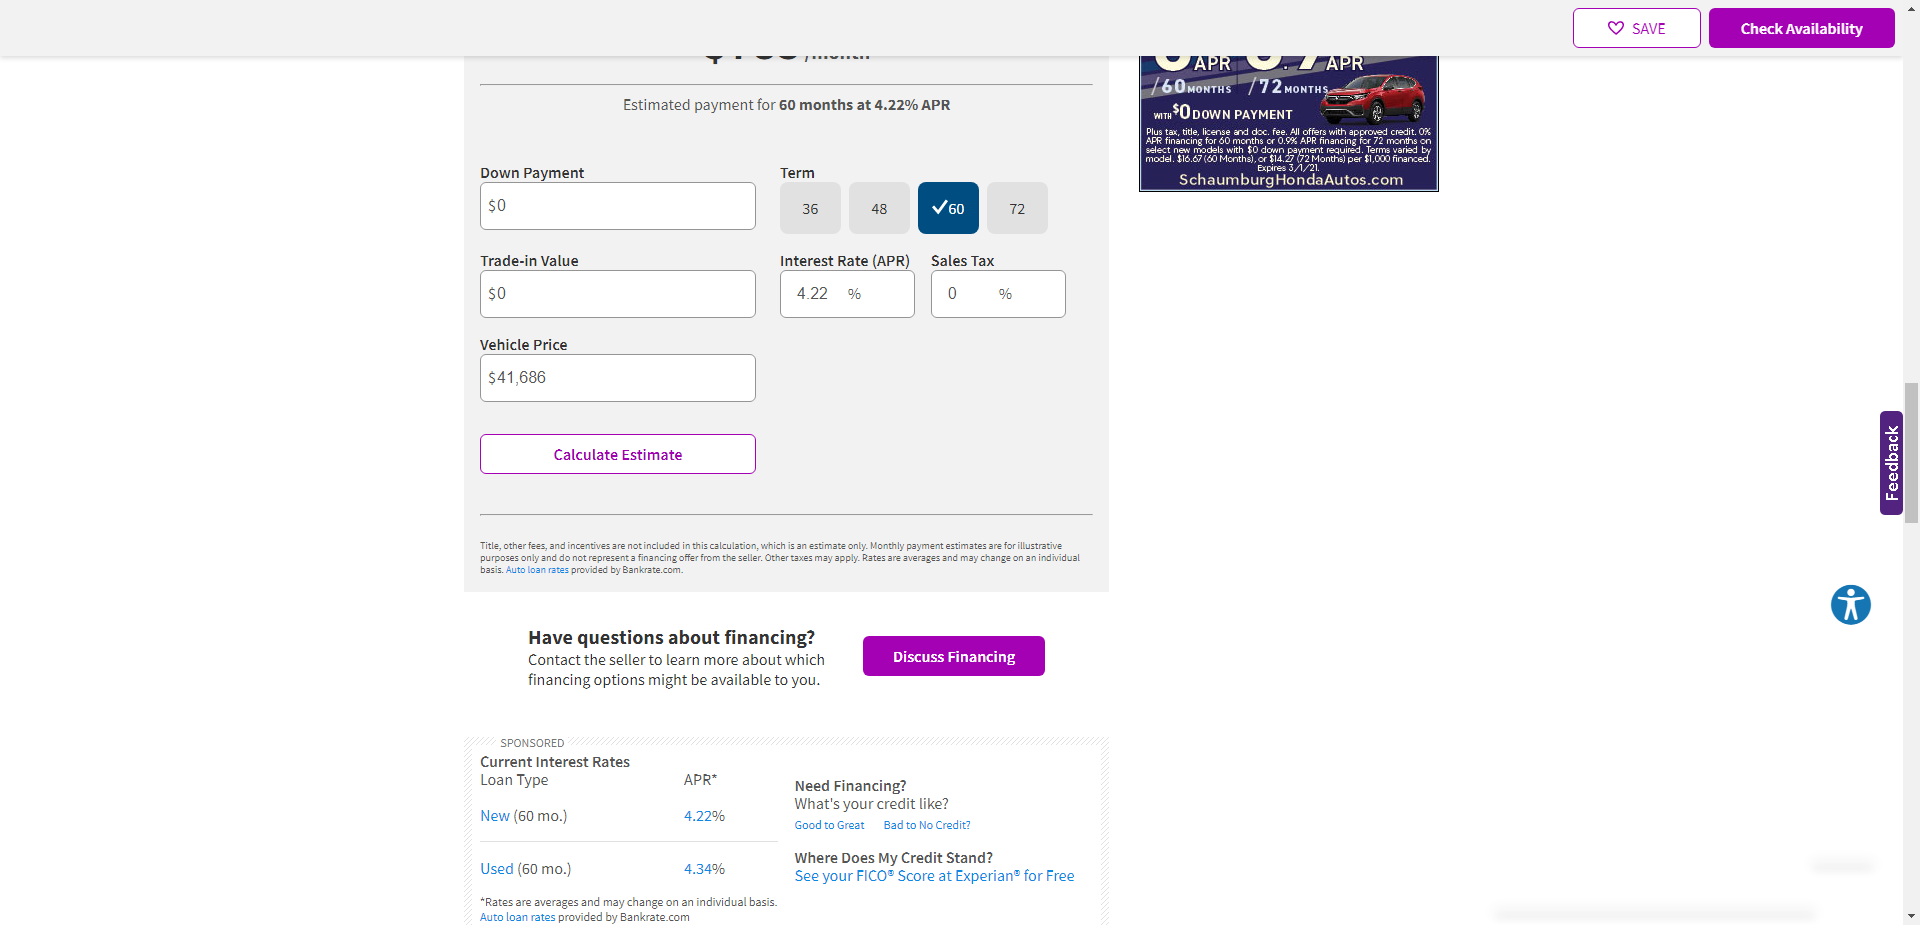 SAVE
Check Availability
/month
Estimated payment for 60 months at 4.22% APR
Down Payment
$0
Term
36
48
60
72
Trade-in Value
$0
Interest Rate (APR)
4.22 %
Sales Tax
0 %
Vehicle Price
$41,686
Calculate Estimate
Title, other fees, and incentives are not included in this calculation, which is an estimate only. Monthly payment estimates are for illustrative
purposes only and do not represent a financing offer from the seller. Other taxes may apply. Rates are averages and may change on an individual
basis. Auto loan rates provided by Bankrate.com.
Have questions about financing?
Contact the seller to learn more about which
financing options might be available to you.
Discuss Financing
SPONSORED
Current Interest Rates
Loan Type APR*
New (60 mo.) 4.22%
Used (60 mo.) 4.34%
*Rates are averages and may change on an individual basis.
Auto loan rates provided by Bankrate.com
Need Financing?
What's your credit like?
Good to Great Bad to No Credit?
Where Does My Credit Stand?
See your FICO® Score at Experian® for Free
APR APR
/60 MONTHS /72 MONTHS
WITH $0 DOWN PAYMENT
Plus tax, title, license and doc. fee. All offers with approved credit. 0%
APR financing for 60 months or 0.9% APR financing for 72 months on
select new models with $0 down payment required. Terms varied by
model. $16.67 (60 Months), or $14.27 (72 Months) per $1,000 financed.
Expires 3/1/21.
SchaumburgHondaAutos.com
Feedback